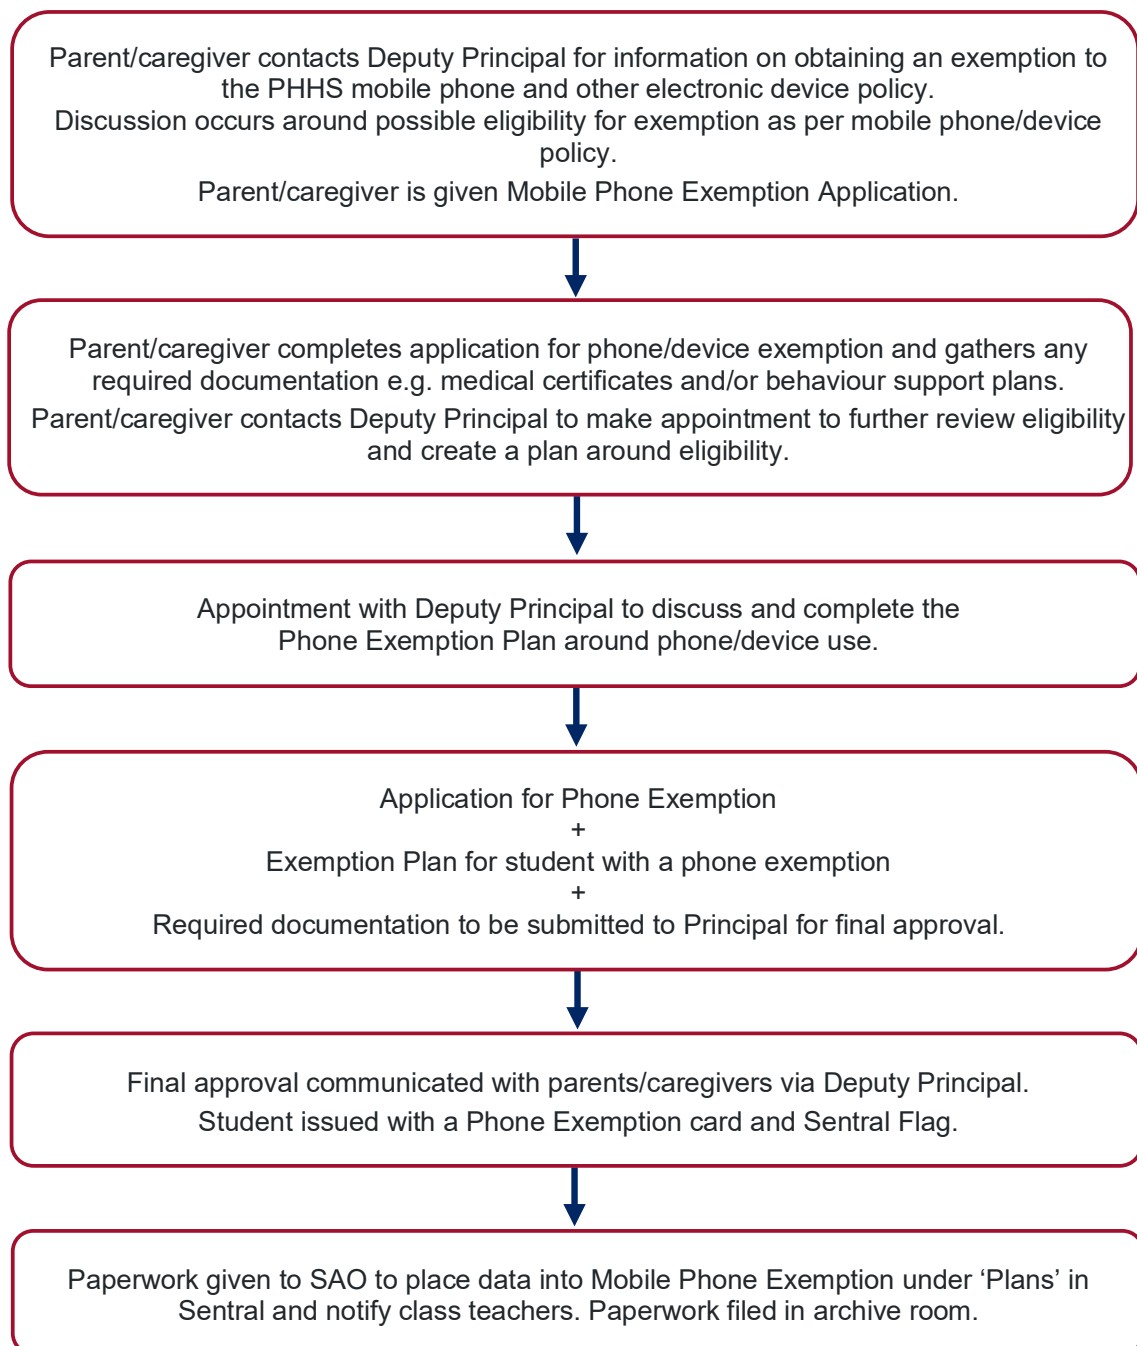 Parent/caregiver contacts Deputy Principal for information on obtaining an exemption to
the PHHS mobile phone and other electronic device policy.
Discussion occurs around possible eligibility for exemption as per mobile phone/device
policy.
Parent/caregiver is given Mobile Phone Exemption Application.
Parent/caregiver completes application for phone/device exemption and gathers any
required documentation e.g. medical certificates and/or behaviour support plans.
Parent/caregiver contacts Deputy Principal to make appointment to further review eligibility
and create a plan around eligibility.
Appointment with Deputy Principal to discuss and complete the
Phone Exemption Plan around phone/device use.
Application for Phone Exemption
+
Exemption Plan for student with a phone exemption
+
Required documentation to be submitted to Principal for final approval.
Final approval communicated with parents/caregivers via Deputy Principal.
Student issued with a Phone Exemption card and Sentral Flag.
Paperwork given to SAO to place data into Mobile Phone Exemption under ‘Plans’ in
Sentral and notify class teachers. Paperwork filed in archive room.